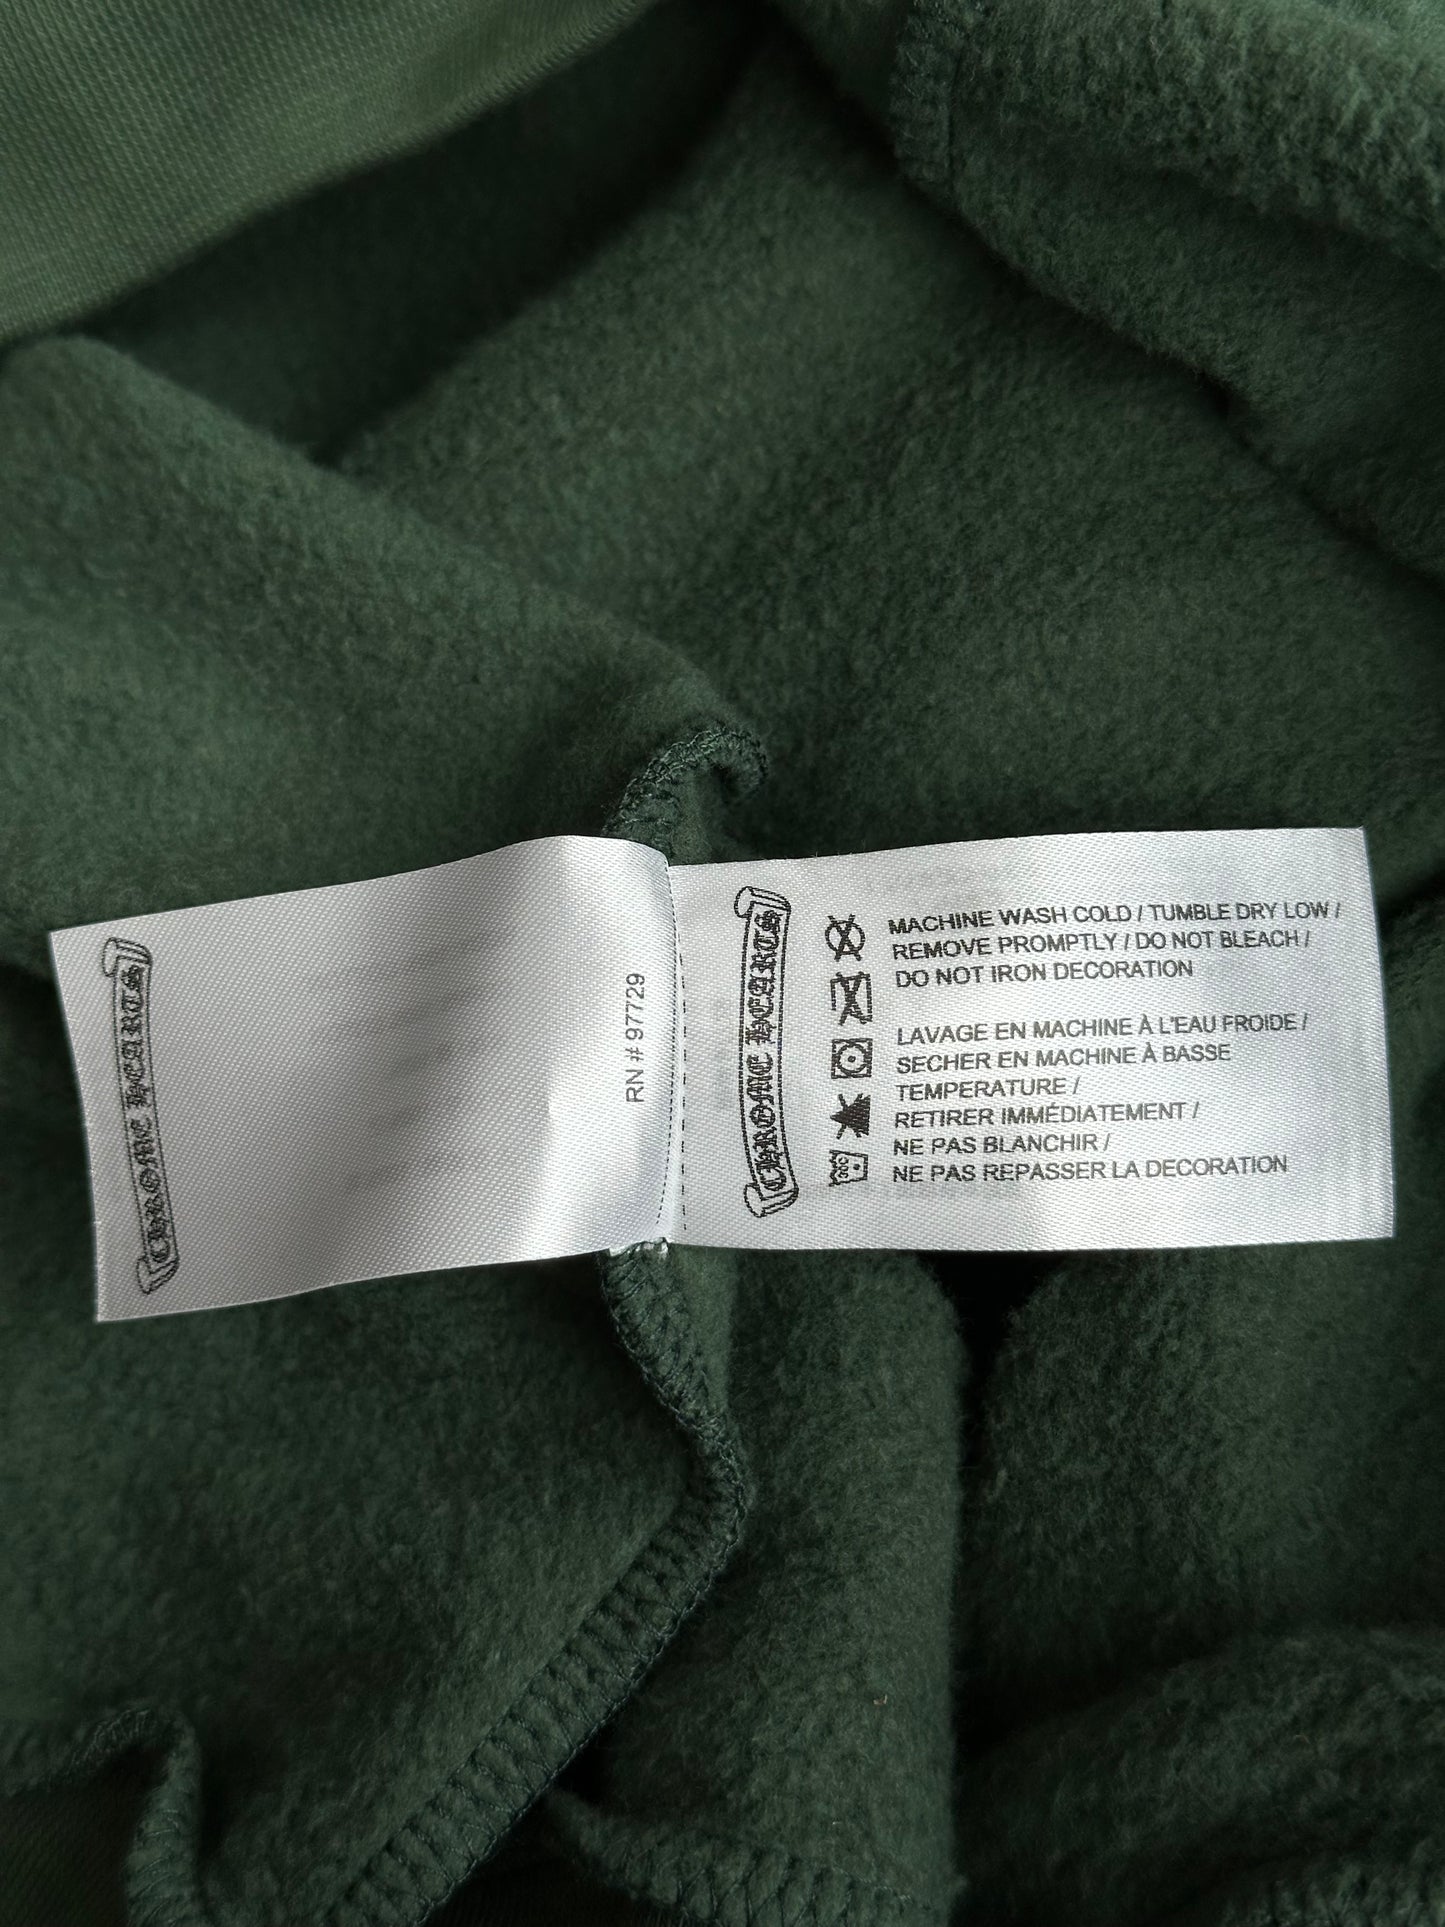 CHROME HEARTS
RN # 97729
CHROME HEARTS
MACHINE WASH COLD / TUMBLE DRY LOW /
REMOVE PROMPTLY / DO NOT BLEACH /
DO NOT IRON DECORATION
LAVAGE EN MACHINE À L'EAU FROIDE /
SECHER EN MACHINE À BASSE
TEMPERATURE /
RETIRER IMMÉDIATEMENT /
NE PAS BLANCHIR /
NE PAS REPASSER LA DECORATION